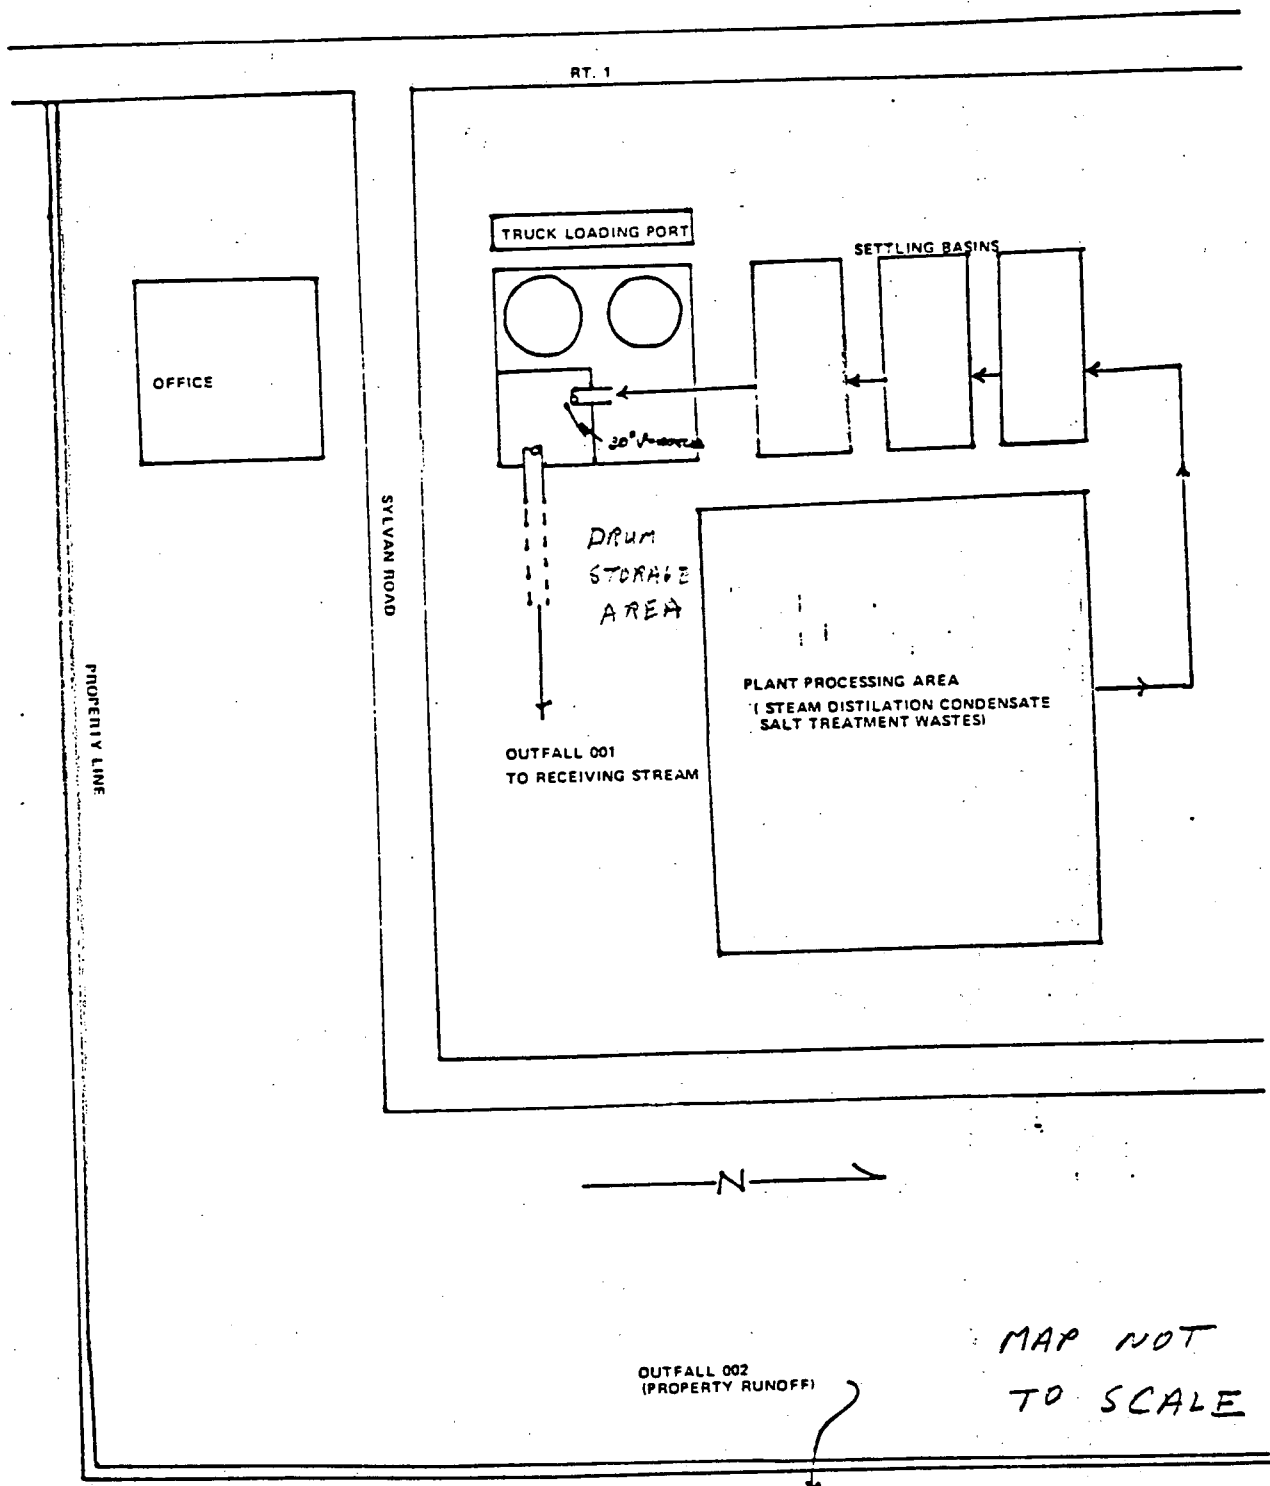 RT. 1
TRUCK LOADING PORT
SETTLING BASINS
OFFICE
SYLVAN ROAD
DRUM
STORAGE
AREA
PROPERTY LINE
PLANT PROCESSING AREA
( STEAM DISTILATION CONDENSATE
SALT TREATMENT WASTES)
OUTFALL 001
TO RECEIVING STREAM
N
MAP NOT
TO SCALE
OUTFALL 002
(PROPERTY RUNOFF)